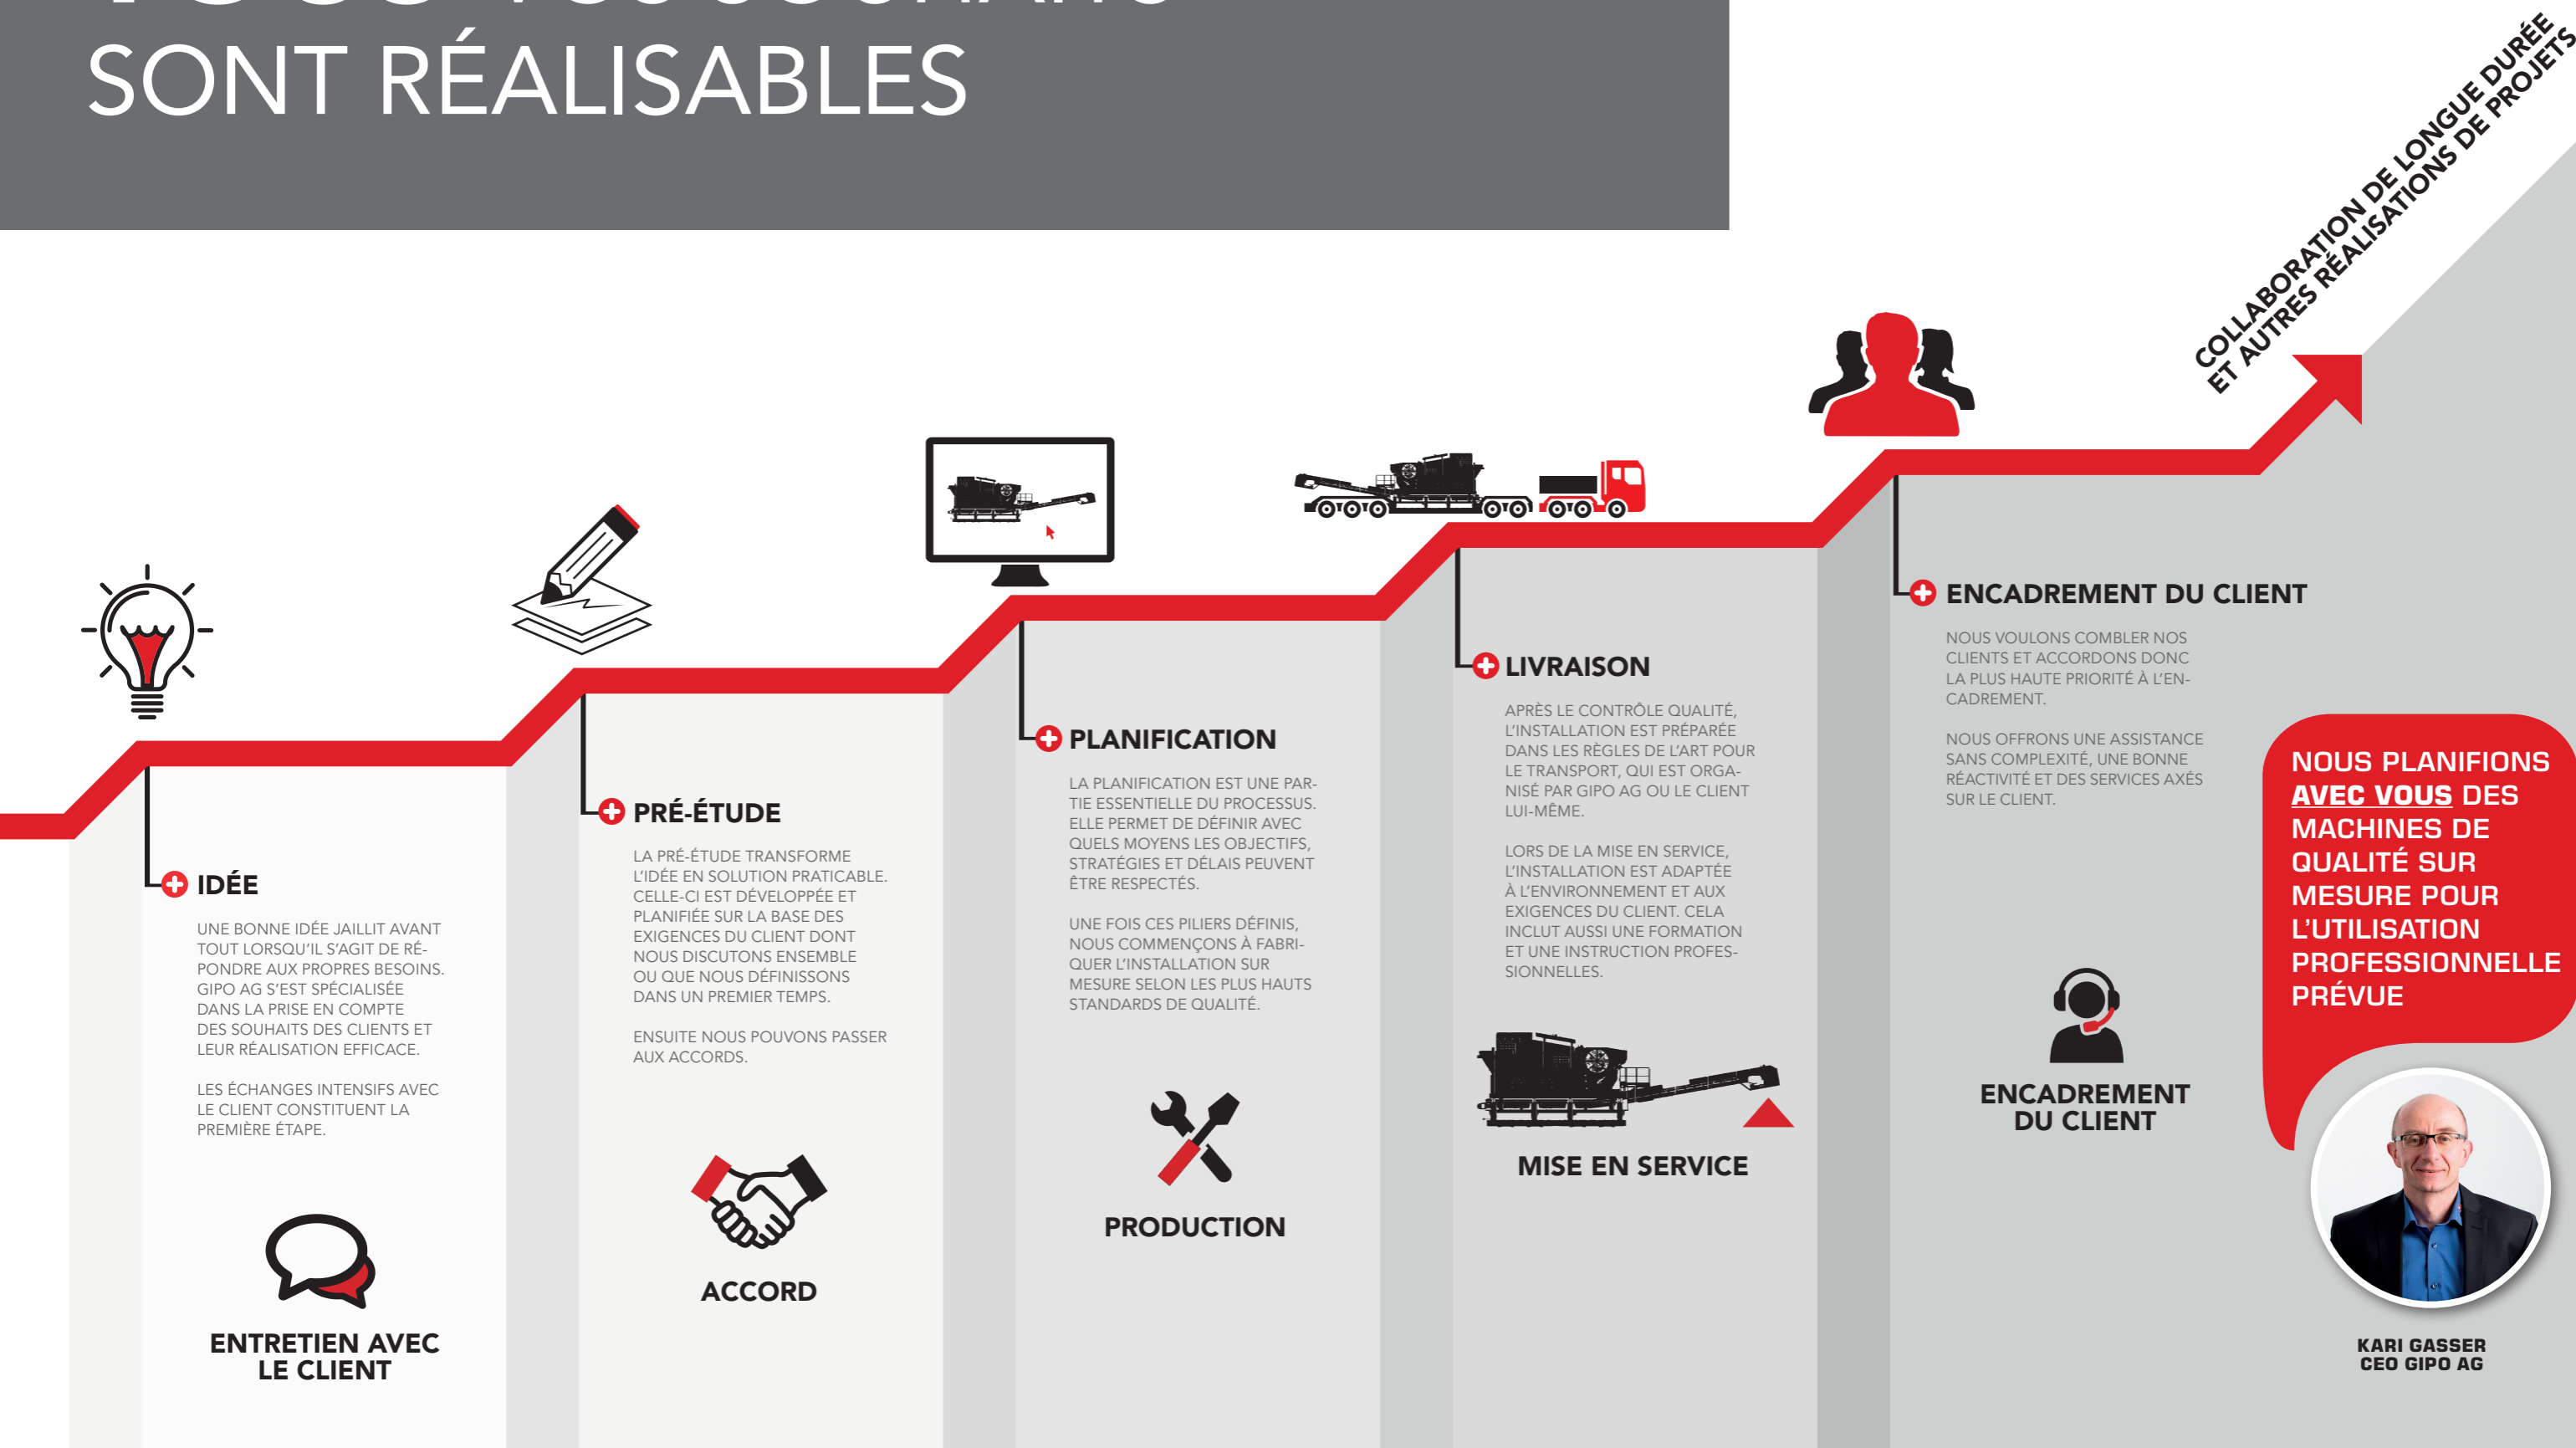 SONT RÉALISABLES
COLLABORATION DE LONGUE DURÉE
ET AUTRES RÉALISATIONS DE PROJETS
IDÉE
UNE BONNE IDÉE JAILLIT AVANT
TOUT LORSQU'IL S'AGIT DE RÉ-
PONDRE AUX PROPRES BESOINS.
GIPO AG S'EST SPÉCIALISÉE
DANS LA PRISE EN COMPTE
DES SOUHAITS DES CLIENTS ET
LEUR RÉALISATION EFFICACE.
LES ÉCHANGES INTENSIFS AVEC
LE CLIENT CONSTITUENT LA
PREMIÈRE ÉTAPE.
ENTRETIEN AVEC
LE CLIENT
PRÉ-ÉTUDE
LA PRÉ-ÉTUDE TRANSFORME
L'IDÉE EN SOLUTION PRATICABLE.
CELLE-CI EST DÉVELOPPÉE ET
PLANIFIÉE SUR LA BASE DES
EXIGENCES DU CLIENT DONT
NOUS DISCUTONS ENSEMBLE
OU QUE NOUS DÉFINISSONS
DANS UN PREMIER TEMPS.
ENSUITE NOUS POUVONS PASSER
AUX ACCORDS.
ACCORD
PLANIFICATION
LA PLANIFICATION EST UNE PAR-
TIE ESSENTIELLE DU PROCESSUS.
ELLE PERMET DE DÉFINIR AVEC
QUELS MOYENS LES OBJECTIFS,
STRATÉGIES ET DÉLAIS PEUVENT
ÊTRE RESPECTÉS.
UNE FOIS CES PILIERS DÉFINIS,
NOUS COMMENÇONS À FABRI-
QUER L'INSTALLATION SUR
MESURE SELON LES PLUS HAUTS
STANDARDS DE QUALITÉ.
PRODUCTION
LIVRAISON
APRÈS LE CONTRÔLE QUALITÉ,
L'INSTALLATION EST PRÉPARÉE
DANS LES RÈGLES DE L'ART POUR
LE TRANSPORT, QUI EST ORGA-
NISÉ PAR GIPO AG OU LE CLIENT
LUI-MÊME.
LORS DE LA MISE EN SERVICE,
L'INSTALLATION EST ADAPTÉE
À L'ENVIRONNEMENT ET AUX
EXIGENCES DU CLIENT. CELA
INCLUT AUSSI UNE FORMATION
ET UNE INSTRUCTION PROFES-
SIONNELLES.
MISE EN SERVICE
ENCADREMENT DU CLIENT
NOUS VOULONS COMBLER NOS
CLIENTS ET ACCORDONS DONC
LA PLUS HAUTE PRIORITÉ À L'EN-
CADREMENT.
NOUS OFFRONS UNE ASSISTANCE
SANS COMPLEXITÉ, UNE BONNE
RÉACTIVITÉ ET DES SERVICES AXÉS
SUR LE CLIENT.
ENCADREMENT
DU CLIENT
NOUS PLANIFIONS
AVEC VOUS DES
MACHINES DE
QUALITÉ SUR
MESURE POUR
L'UTILISATION
PROFESSIONNELLE
PRÉVUE
KARI GASSER
CEO GIPO AG